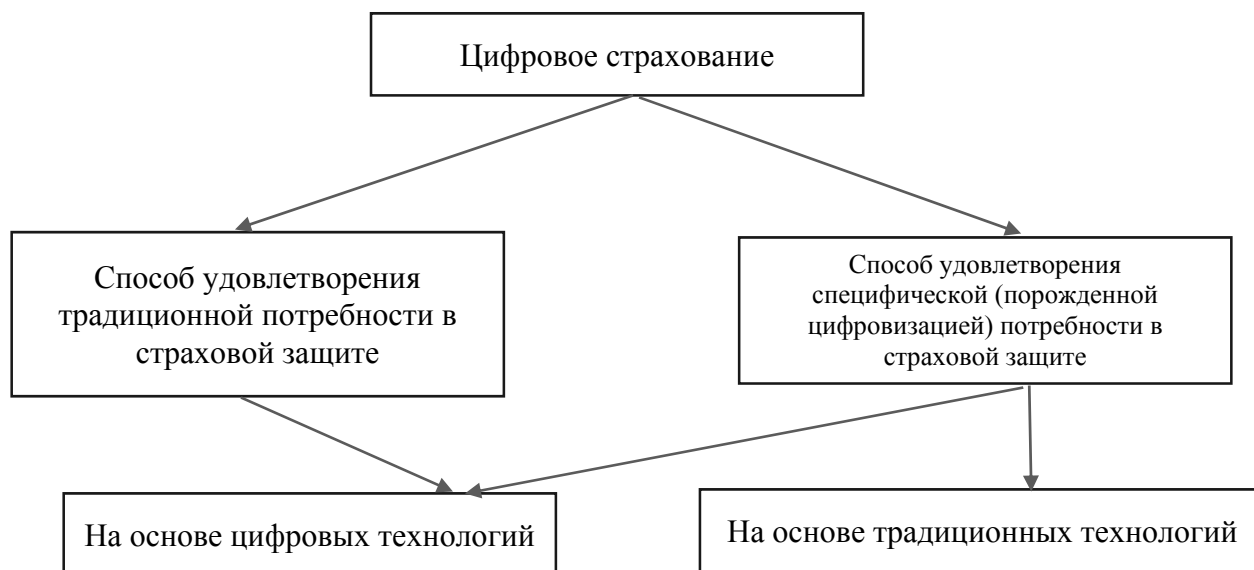 Цифровое страхование
Способ удовлетворения
традиционной потребности в
страховой защите
Способ удовлетворения
специфической (порожденной
цифровизацией) потребности в
страховой защите
На основе цифровых технологий
На основе традиционных технологий